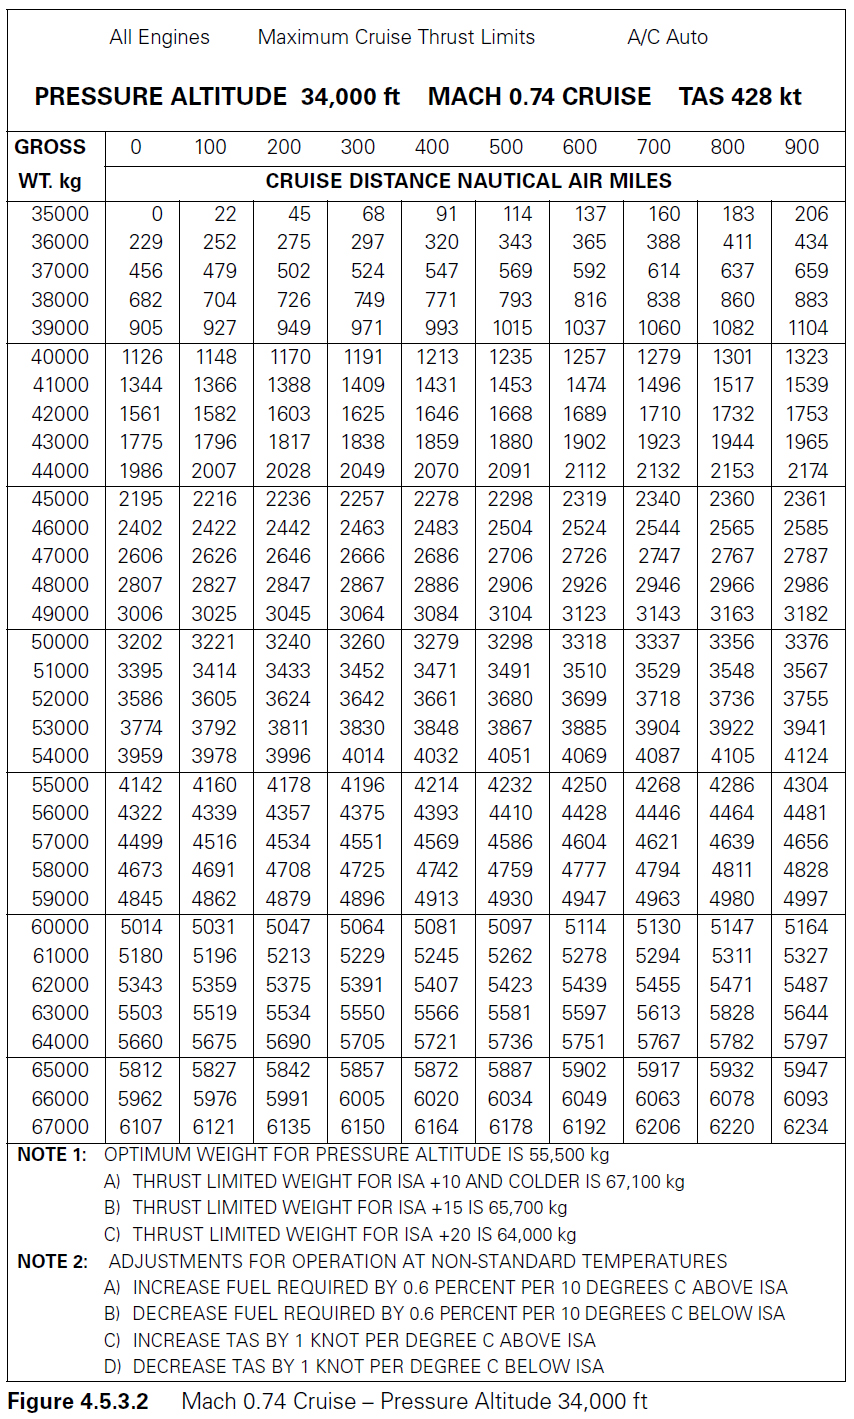 All Engines Maximum Cruise Thrust Limits A/C Auto
PRESSURE ALTITUDE 34,000 ft MACH 0.74 CRUISE TAS 428 kt
GROSS 0 100 200 300 400 500 600 700 800 900
WT. kg CRUISE DISTANCE NAUTICAL AIR MILES
35000 0 22 45 68 91 114 137 160 183 206
36000 229 252 275 297 320 343 365 388 411 434
37000 456 479 502 524 547 569 592 614 637 659
38000 682 704 726 749 771 793 816 838 860 883
39000 905 927 949 971 993 1015 1037 1060 1082 1104
40000 1126 1148 1170 1191 1213 1235 1257 1279 1301 1323
41000 1344 1366 1388 1409 1431 1453 1474 1496 1517 1539
42000 1561 1582 1603 1625 1646 1668 1689 1710 1732 1753
43000 1775 1796 1817 1838 1859 1880 1902 1923 1944 1965
44000 1986 2007 2028 2049 2070 2091 2112 2132 2153 2174
45000 2195 2216 2236 2257 2278 2298 2319 2340 2360 2361
46000 2402 2422 2442 2463 2483 2504 2524 2544 2565 2585
47000 2606 2626 2646 2666 2686 2706 2726 2747 2767 2787
48000 2807 2827 2847 2867 2886 2906 2926 2946 2966 2986
49000 3006 3025 3045 3064 3084 3104 3123 3143 3163 3182
50000 3202 3221 3240 3260 3279 3298 3318 3337 3356 3376
51000 3395 3414 3433 3452 3471 3491 3510 3529 3548 3567
52000 3586 3605 3624 3642 3661 3680 3699 3718 3736 3755
53000 3774 3792 3811 3830 3848 3867 3885 3904 3922 3941
54000 3959 3978 3996 4014 4032 4051 4069 4087 4105 4124
55000 4142 4160 4178 4196 4214 4232 4250 4268 4286 4304
56000 4322 4339 4357 4375 4393 4410 4428 4446 4464 4481
57000 4499 4516 4534 4551 4569 4586 4604 4621 4639 4656
58000 4673 4691 4708 4725 4742 4759 4777 4794 4811 4828
59000 4845 4862 4879 4896 4913 4930 4947 4963 4980 4997
60000 5014 5031 5047 5064 5081 5097 5114 5130 5147 5164
61000 5180 5196 5213 5229 5245 5262 5278 5294 5311 5327
62000 5343 5359 5375 5391 5407 5423 5439 5455 5471 5487
63000 5503 5519 5534 5550 5566 5581 5597 5613 5828 5644
64000 5660 5675 5690 5705 5721 5736 5751 5767 5782 5797
65000 5812 5827 5842 5857 5872 5887 5902 5917 5932 5947
66000 5962 5976 5991 6005 6020 6034 6049 6063 6078 6093
67000 6107 6121 6135 6150 6164 6178 6192 6206 6220 6234
NOTE 1: OPTIMUM WEIGHT FOR PRESSURE ALTITUDE IS 55,500 kg
A) THRUST LIMITED WEIGHT FOR ISA +10 AND COLDER IS 67,100 kg
B) THRUST LIMITED WEIGHT FOR ISA +15 IS 65,700 kg
C) THRUST LIMITED WEIGHT FOR ISA +20 IS 64,000 kg
NOTE 2: ADJUSTMENTS FOR OPERATION AT NON-STANDARD TEMPERATURES
A) INCREASE FUEL REQUIRED BY 0.6 PERCENT PER 10 DEGREES C ABOVE ISA
B) DECREASE FUEL REQUIRED BY 0.6 PERCENT PER 10 DEGREES C BELOW ISA
C) INCREASE TAS BY 1 KNOT PER DEGREE C ABOVE ISA
D) DECREASE TAS BY 1 KNOT PER DEGREE C BELOW ISA
Figure 4.5.3.2 Mach 0.74 Cruise – Pressure Altitude 34,000 ft